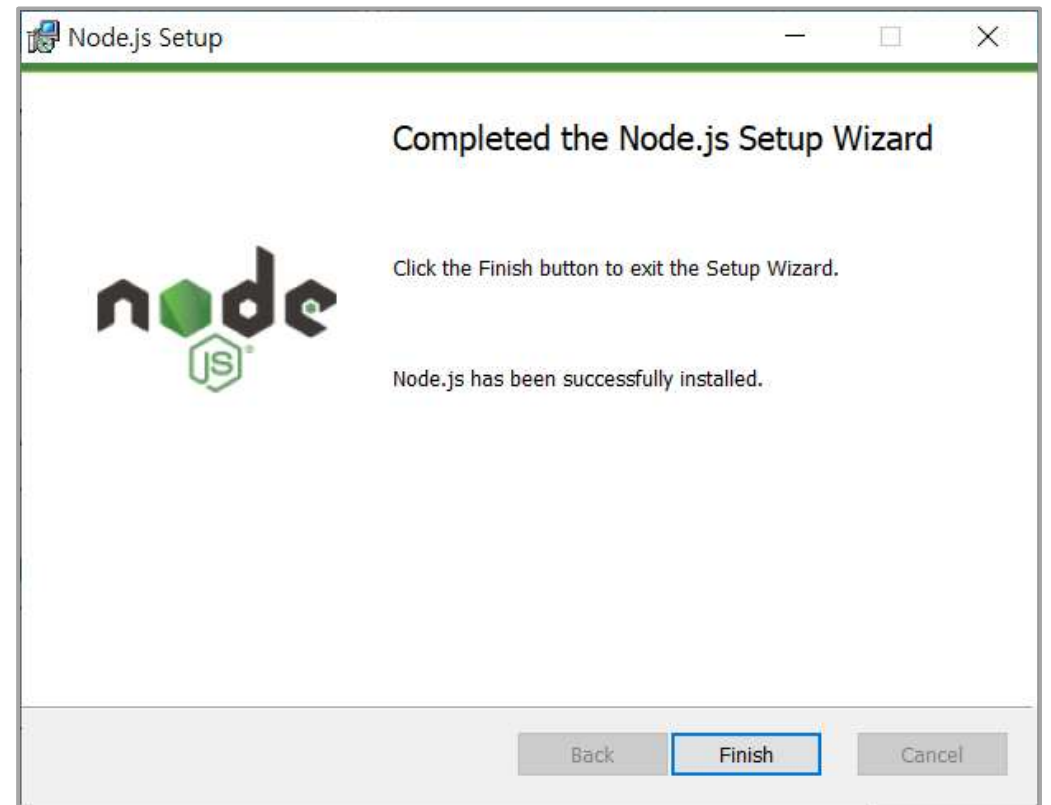 Node.js Setup
Completed the Node.js Setup Wizard
Click the Finish button to exit the Setup Wizard.
node
JS
Node.js has been successfully installed.
Back Finish Cancel